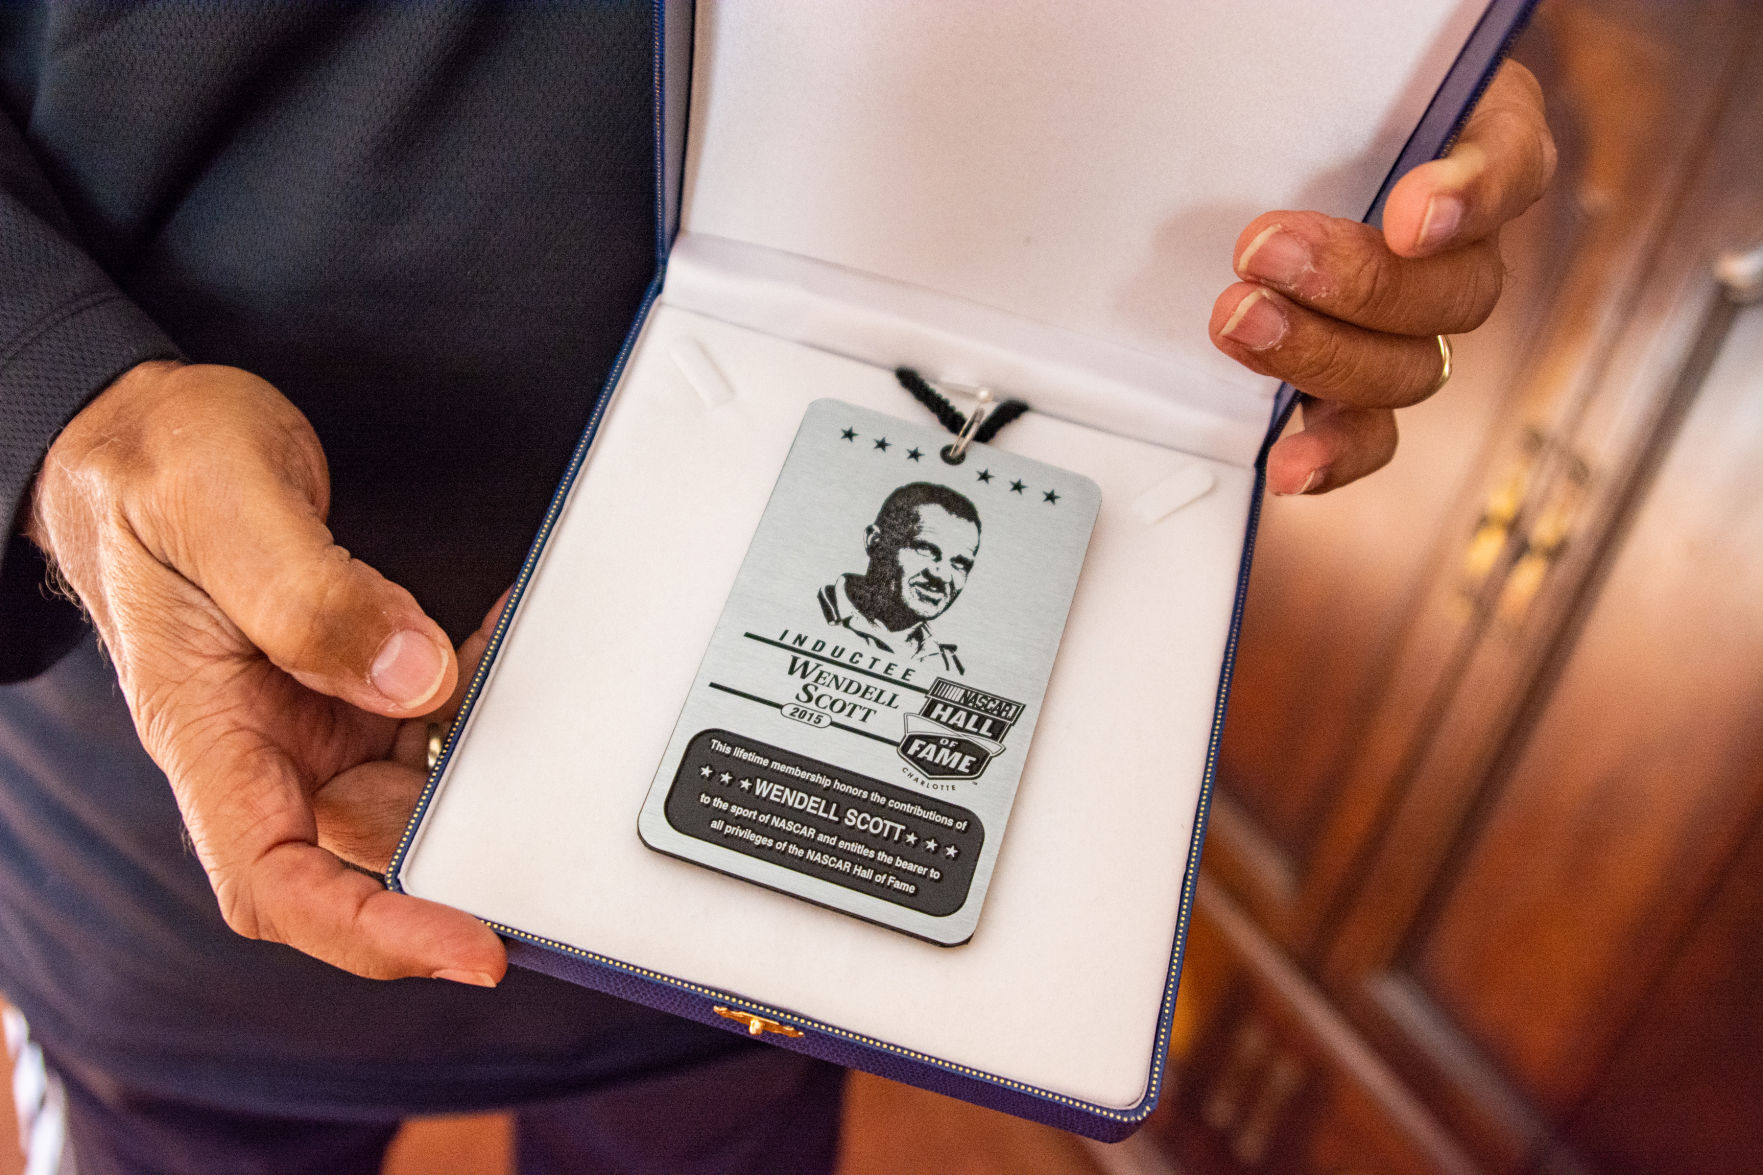 INDUCTEE
WENDELL
SCOTT
2015
NASCAR
HALL
OF
FAME
CHARLOTTE
™
This lifetime membership honors the contributions of
★ ★ ★ WENDELL SCOTT ★ ★ ★
to the sport of NASCAR and entitles the bearer to
all privileges of the NASCAR Hall of Fame